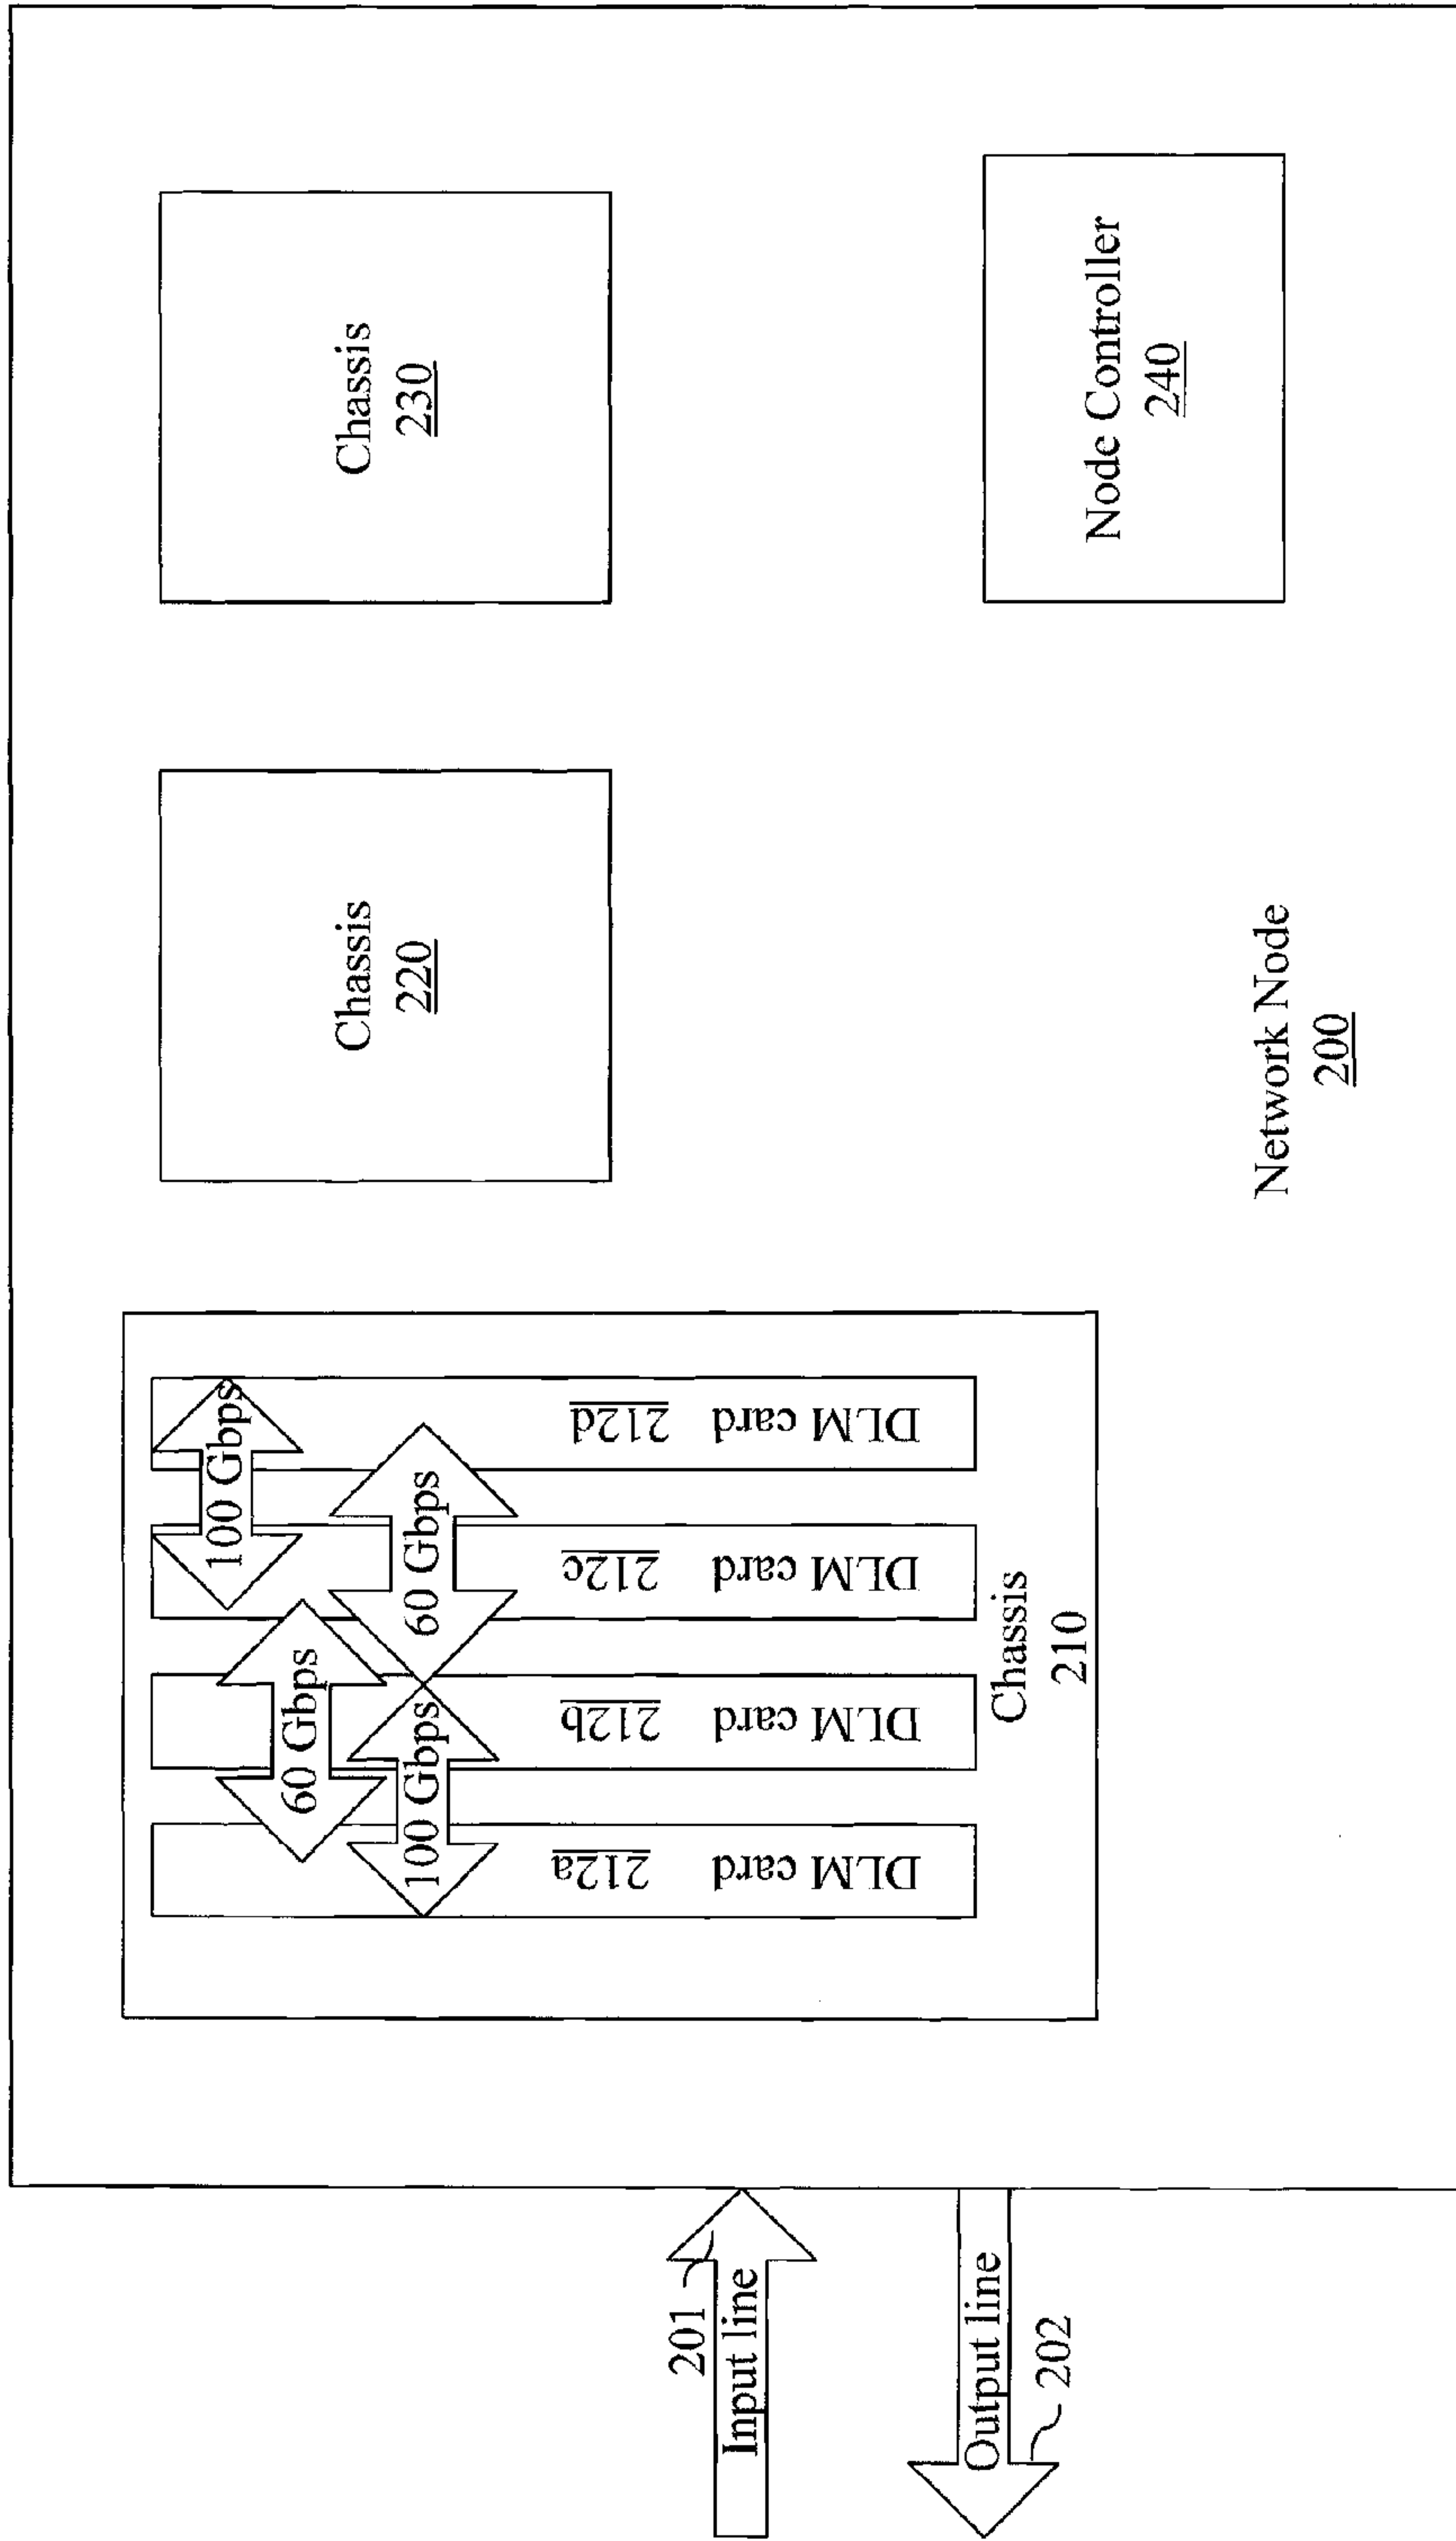 100 Gbps
60 Gbps
60 Gbps
100 Gbps
DLM card 212a
DLM card 212b
DLM card 212c
DLM card 212d
Chassis
210
Chassis
220
Chassis
230
201
Input line
Output line
202
Node Controller
240
Network Node
200